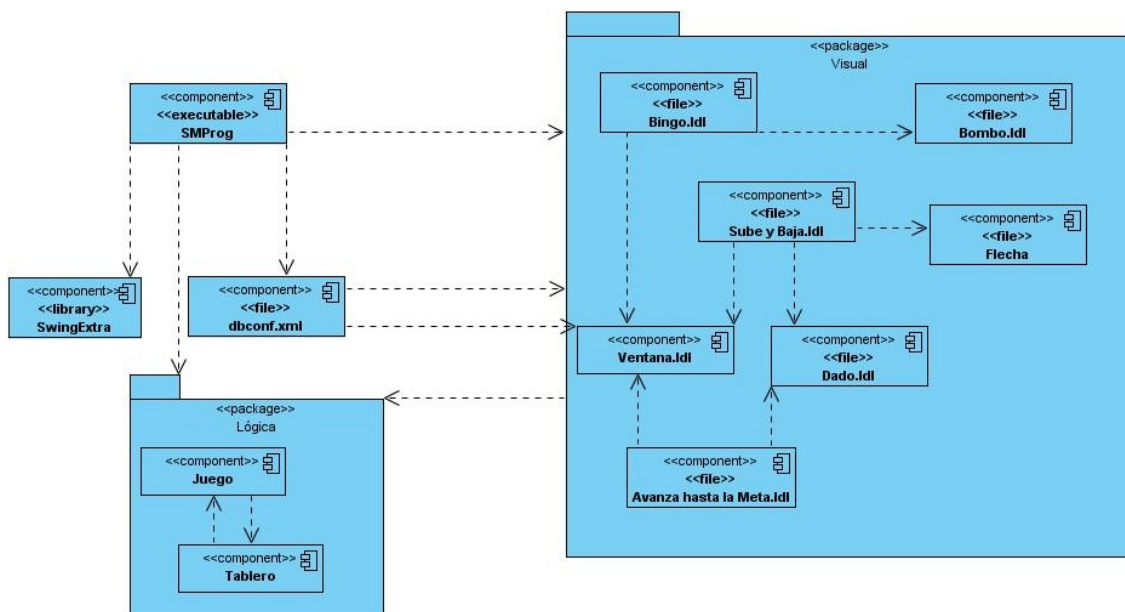 <<component>>
<<executable>>
SMProg
<<component>>
<<library>>
SwingExtra
<<component>>
<<file>>
dbconf.xml
<<package>>
Lógica
<<component>>
Juego
<<component>>
Tablero
<<package>>
Visual
<<component>>
<<file>>
Bingo.ldl
<<component>>
<<file>>
Bombo.ldl
<<component>>
<<file>>
Sube y Baja.ldl
<<component>>
<<file>>
Flecha
<<component>>
Ventana.ldl
<<component>>
<<file>>
Dado.ldl
<<component>>
<<file>>
Avanza hasta la Meta.ldl